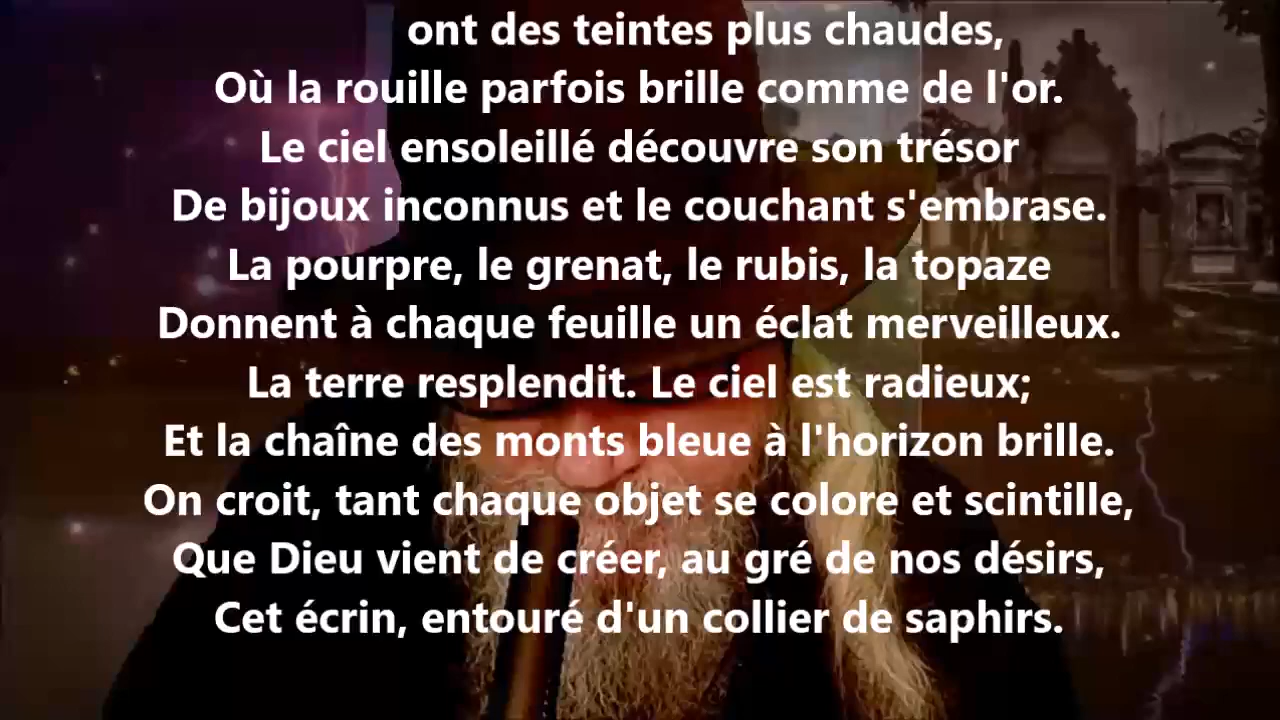 ont des teintes plus chaudes,
Où la rouille parfois brille comme de l'or.
Le ciel ensoleillé découvre son trésor
De bijoux inconnus et le couchant s'embrase.
La pourpre, le grenat, le rubis, la topaze
Donnent à chaque feuille un éclat merveilleux.
La terre resplendit. Le ciel est radieux;
Et la chaîne des monts bleue à l'horizon brille.
On croit, tant chaque objet se colore et scintille,
Que Dieu vient de créer, au gré de nos désirs,
Cet écrin, entouré d'un collier de saphirs.